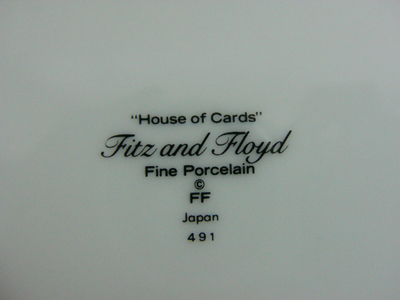 "House of Cards"
Fitz and Floyd
Fine Porcelain
©
FF
Japan
491